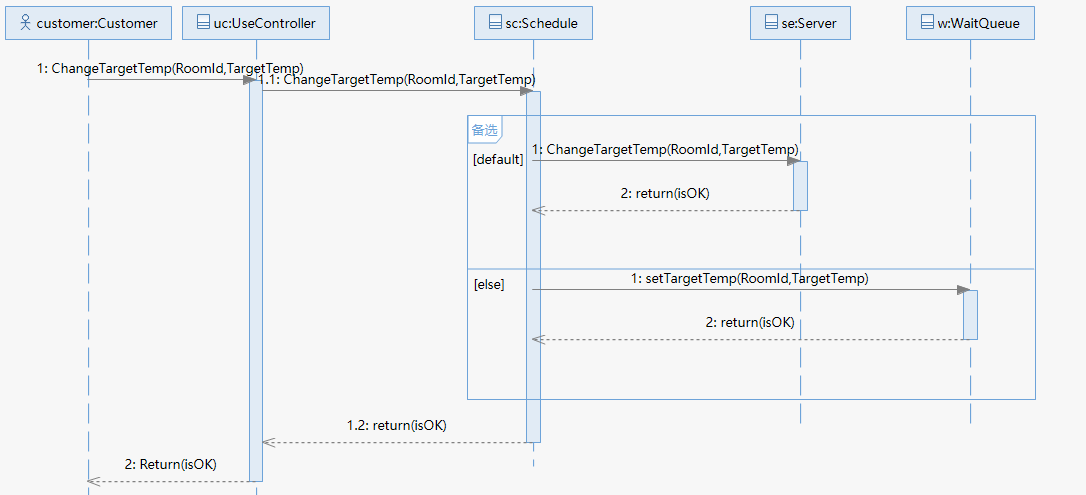 customer:Customer
uc:UseController
sc:Schedule
se:Server
w:WaitQueue
1: ChangeTargetTemp(RoomId,TargetTemp)
1.1: ChangeTargetTemp(RoomId,TargetTemp)
备选
[default]
1: ChangeTargetTemp(RoomId,TargetTemp)
2: return(isOK)
[else]
1: setTargetTemp(RoomId,TargetTemp)
2: return(isOK)
1.2: return(isOK)
2: Return(isOK)